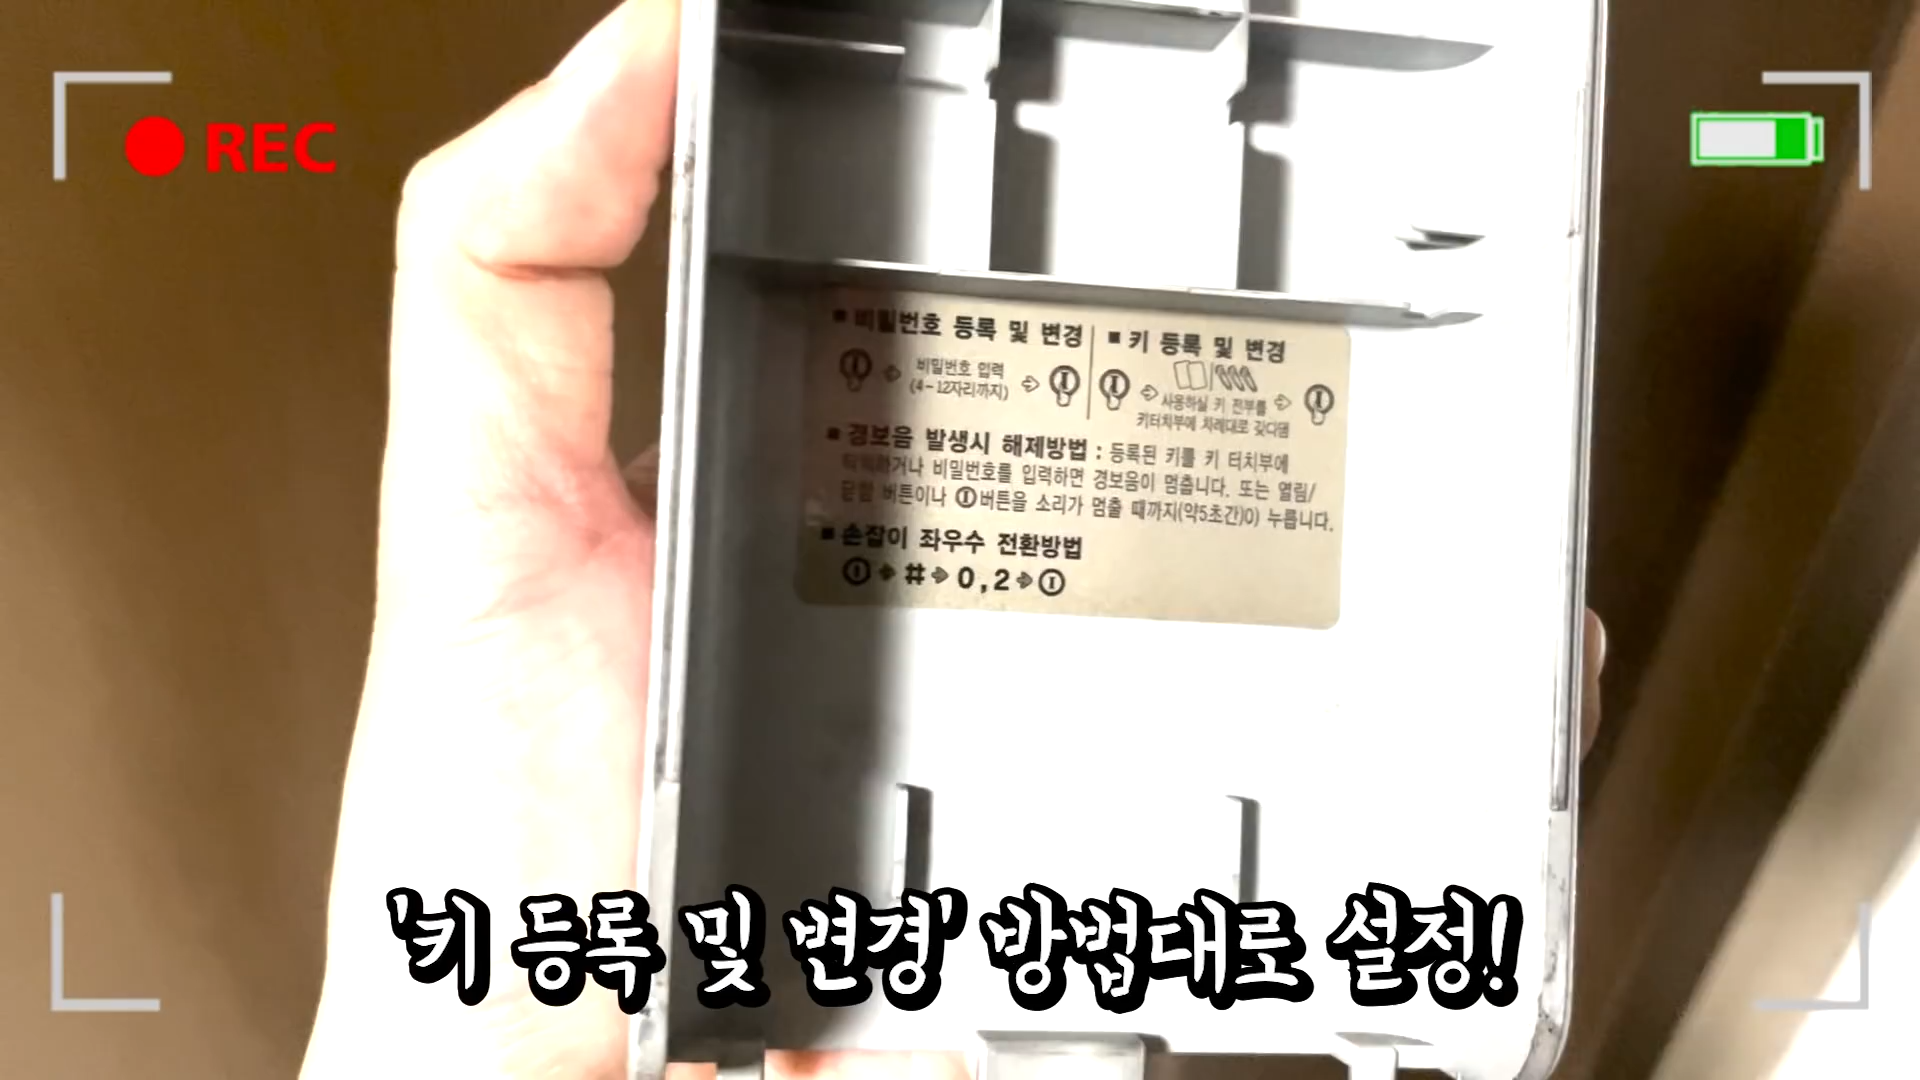 REC
■ 비밀번호 등록 및 변경
비밀번호 입력
(4~12자리까지)
■ 키 등록 및 변경
사용하실 키 전부를
키터치부에 차례대로 갖다댐
■ 경보음 발생시 해제방법 : 등록된 키를 키 터치부에
비밀번호를 입력하면 경보음이 멈춥니다. 또는 열림/
닫힘 버튼이나 버튼을 소리가 멈출 때까지(약5초간) 누릅니다.
■ 손잡이 좌우수 전환방법
# 0,2
'키 등록 및 변경' 방법대로 설정!